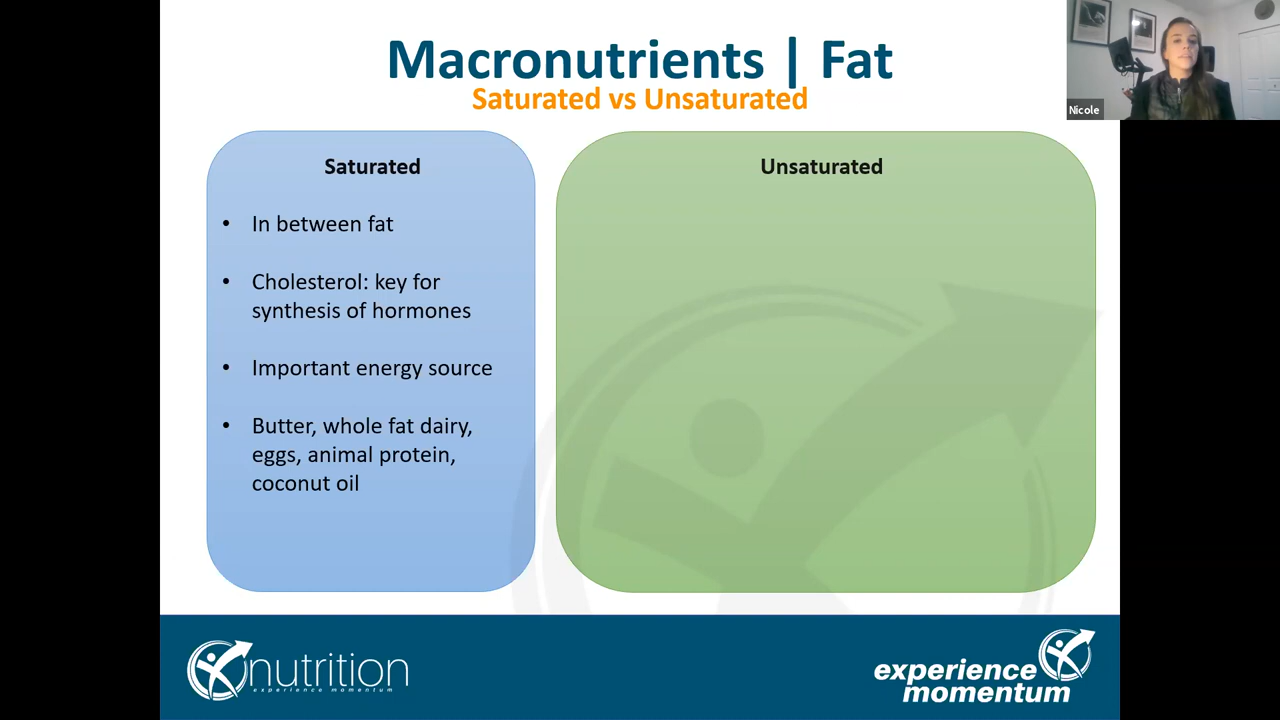 Macronutrients | Fat
Saturated vs Unsaturated
Nicole
Saturated
• In between fat
• Cholesterol: key for
synthesis of hormones
• Important energy source
• Butter, whole fat dairy,
eggs, animal protein,
coconut oil
Unsaturated
nutrition
experience momentum
experience
momentum